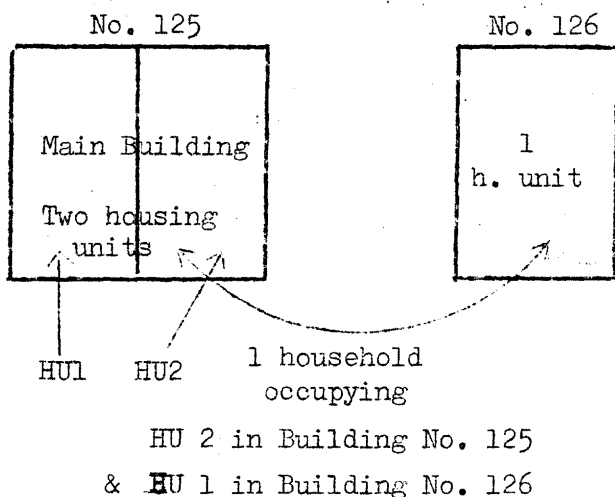 No. 125
No. 126
Main Building
Two housing
units
1
h. unit
HU1
HU2
1 household
occupying
HU 2 in Building No. 125
& HU 1 in Building No. 126